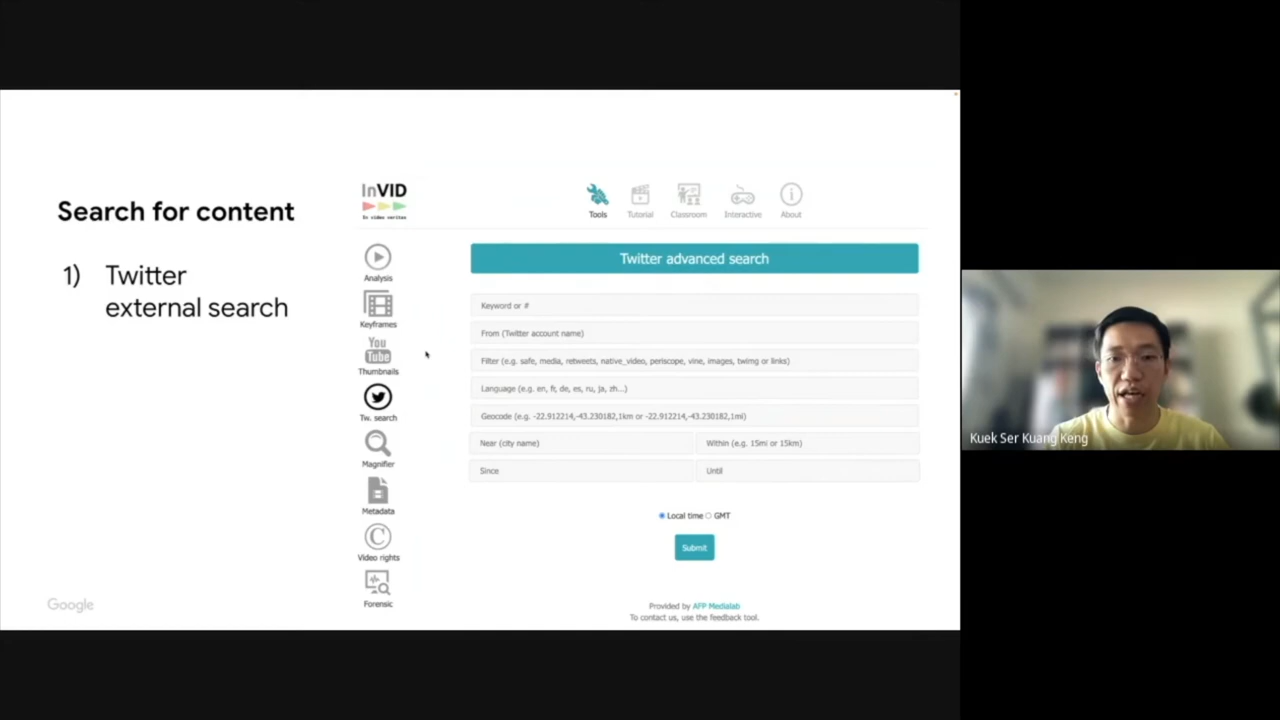 Search for content
1) Twitter
external search
InVID
In video veritas
Tools
Tutorial
Classroom
Interactive
About
Analysis
Keyframes
You
Tube
Thumbnails
Tw. search
Magnifier
Metadata
C
Video rights
Forensic
Twitter advanced search
Keyword or #
From (Twitter account name)
Filter (e.g. safe, media, retweets, native_video, periscope, vine, images, twimg or links)
Language (e.g. en, fr, de, es, ru, ja, zh...)
Geocode (e.g. -22.912214,-43.230182,1km or -22.912214,-43.230182,1mi)
Near (city name)
Within (e.g. 15mi or 15km)
Since
Until
Local time
GMT
Submit
Provided by AFP Medialab
To contact us, use the feedback tool.
Google
Kuek Ser Kuang Keng